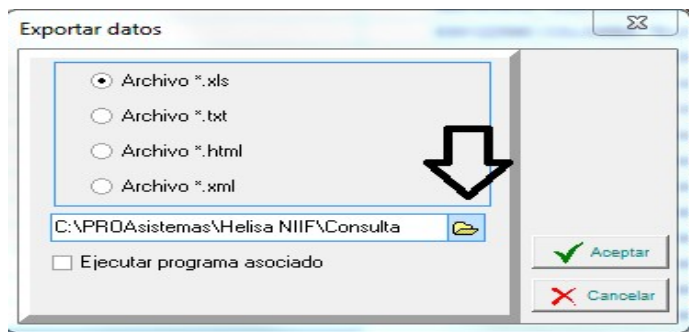 Exportar datos
Archivo *.xls
Archivo *.txt
Archivo *.html
Archivo *.xml
C:\PROAsistemas\Helisa NIIF\Consulta
Ejecutar programa asociado
Aceptar
Cancelar